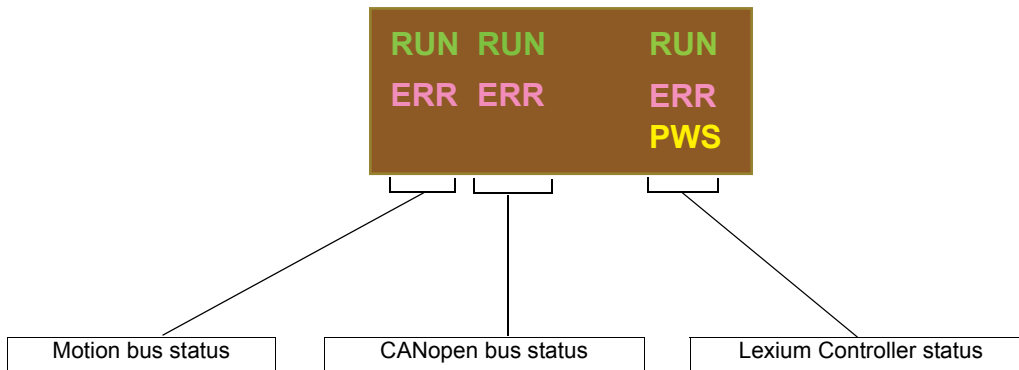 RUN RUN RUN
ERR ERR ERR
PWS
Motion bus status CANopen bus status Lexium Controller status